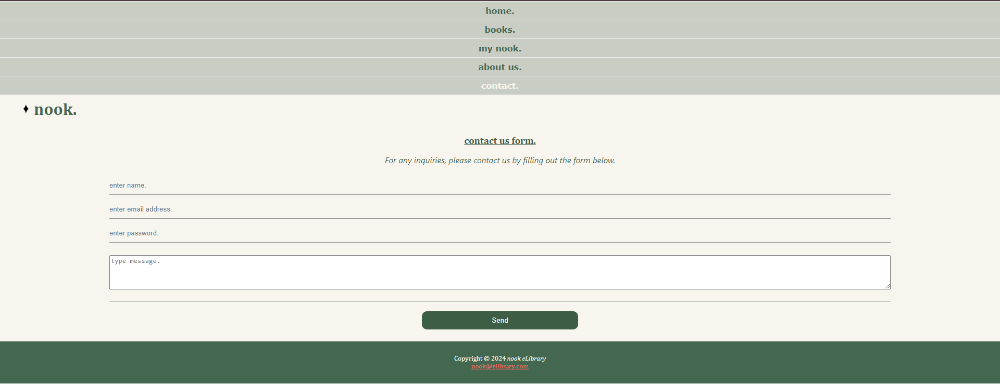 home.
books.
my nook.
about us.
contact.
nook.
contact us form.
For any inquiries, please contact us by filling out the form below.
enter name.
enter email address.
enter password.
type message.
Send
Copyright © 2024 nook eLibrary
nook@elibrary.com